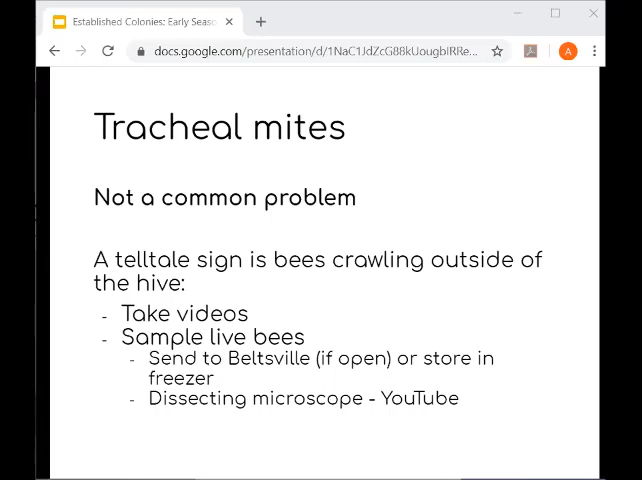 Established Colonies: Early Seaso
docs.google.com/presentation/d/1NaC1JdZcG88kUougbIRRe...
A
Tracheal mites
Not a common problem
A telltale sign is bees crawling outside of
the hive:
- Take videos
- Sample live bees
- Send to Beltsville (if open) or store in
freezer
- Dissecting microscope - YouTube